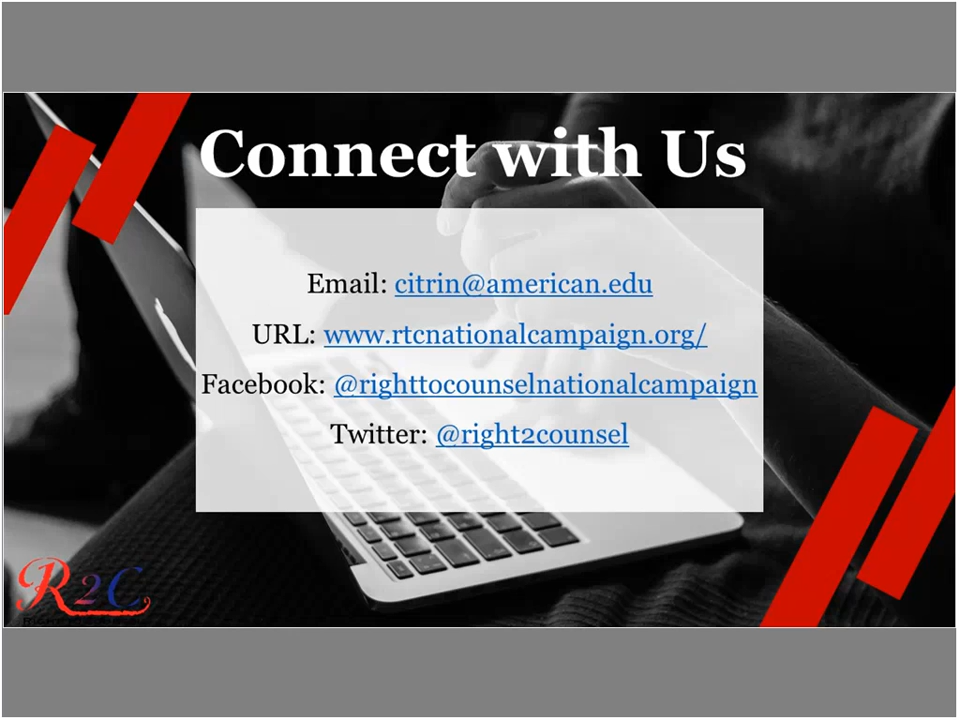 Connect with Us
Email: citrin@american.edu
URL: www.rtcnationalcampaign.org/
Facebook: @righttocounselnationalcampaign
Twitter: @right2counsel
R2C